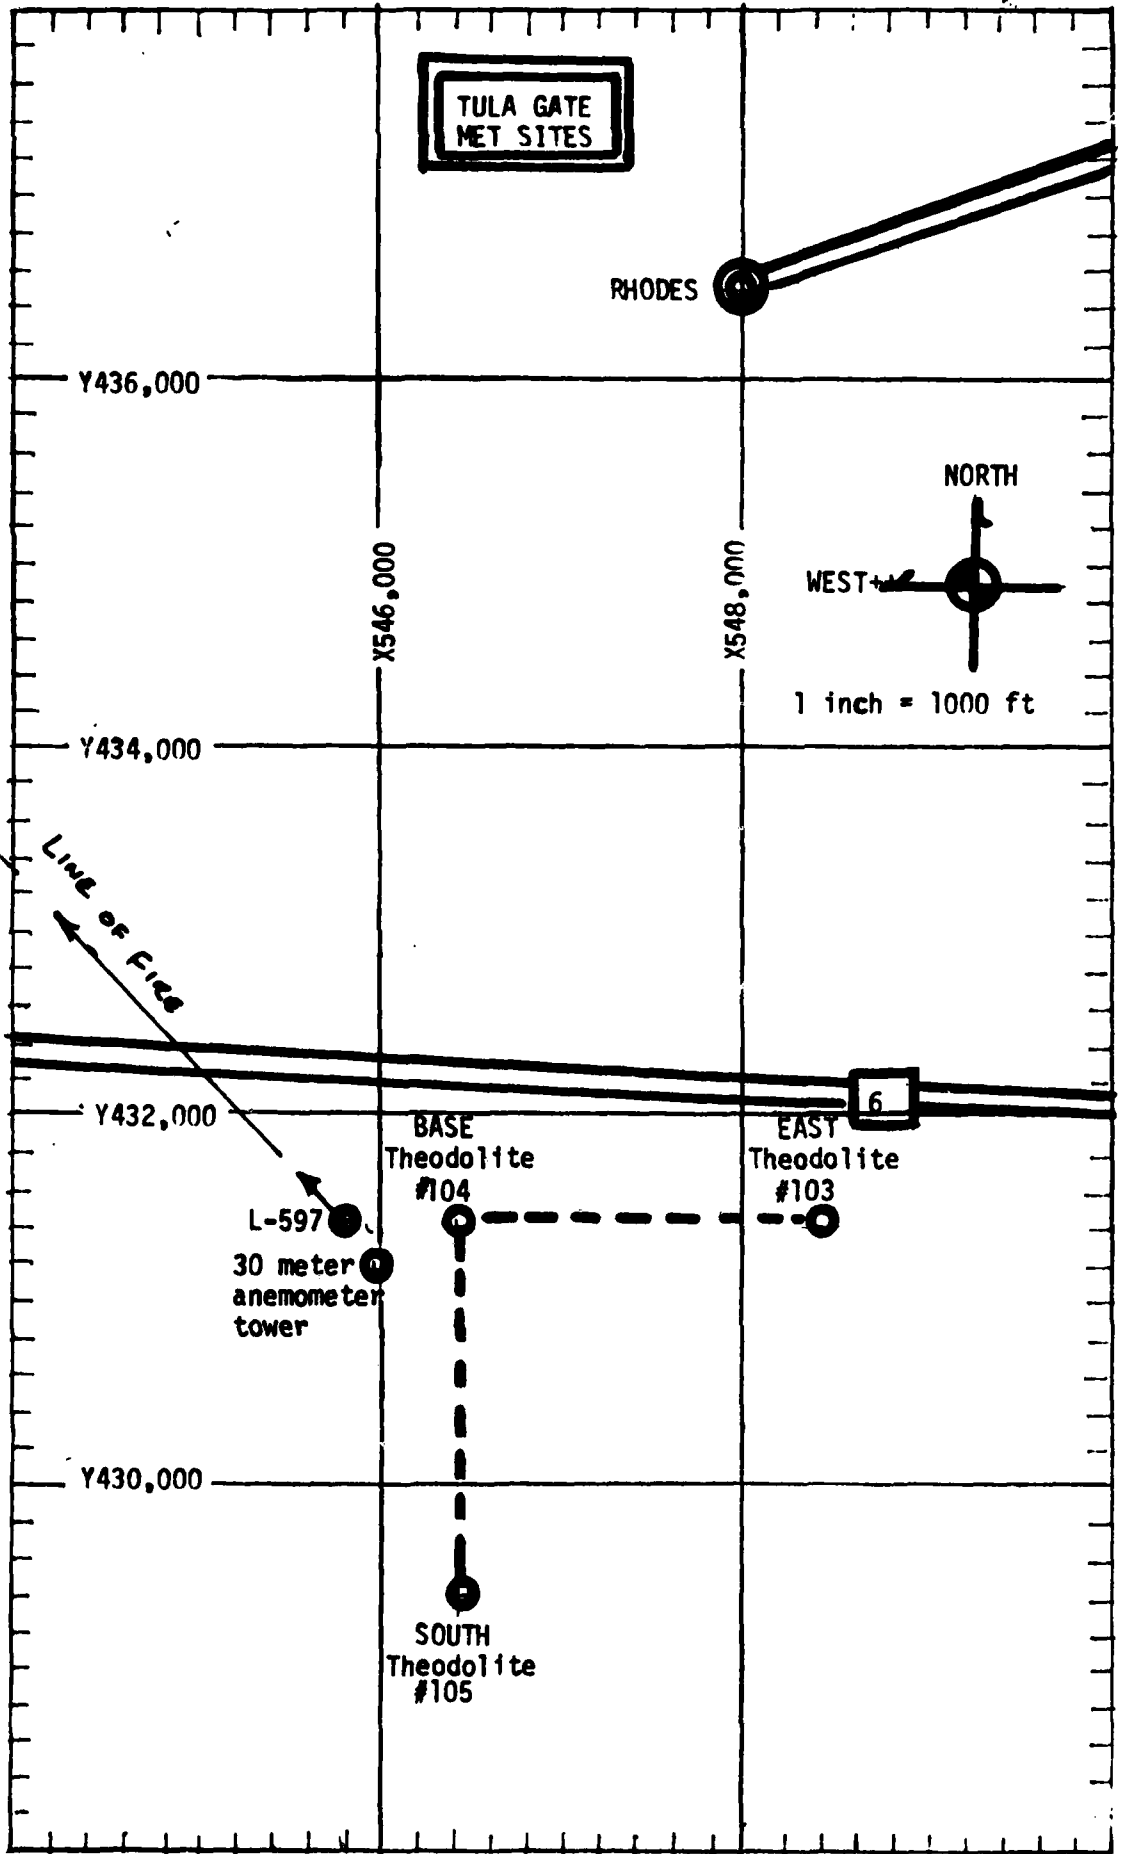 TULA GATE
MET SITES
RHODES
Y436,000
NORTH
X546,000
X548,000
WEST
1 inch = 1000 ft
Y434,000
LINE OF FIRE
6
Y432,000
BASE
Theodolite
#104
EAST
Theodolite
#103
L-597
30 meter
anemometer
tower
Y430,000
SOUTH
Theodolite
#105